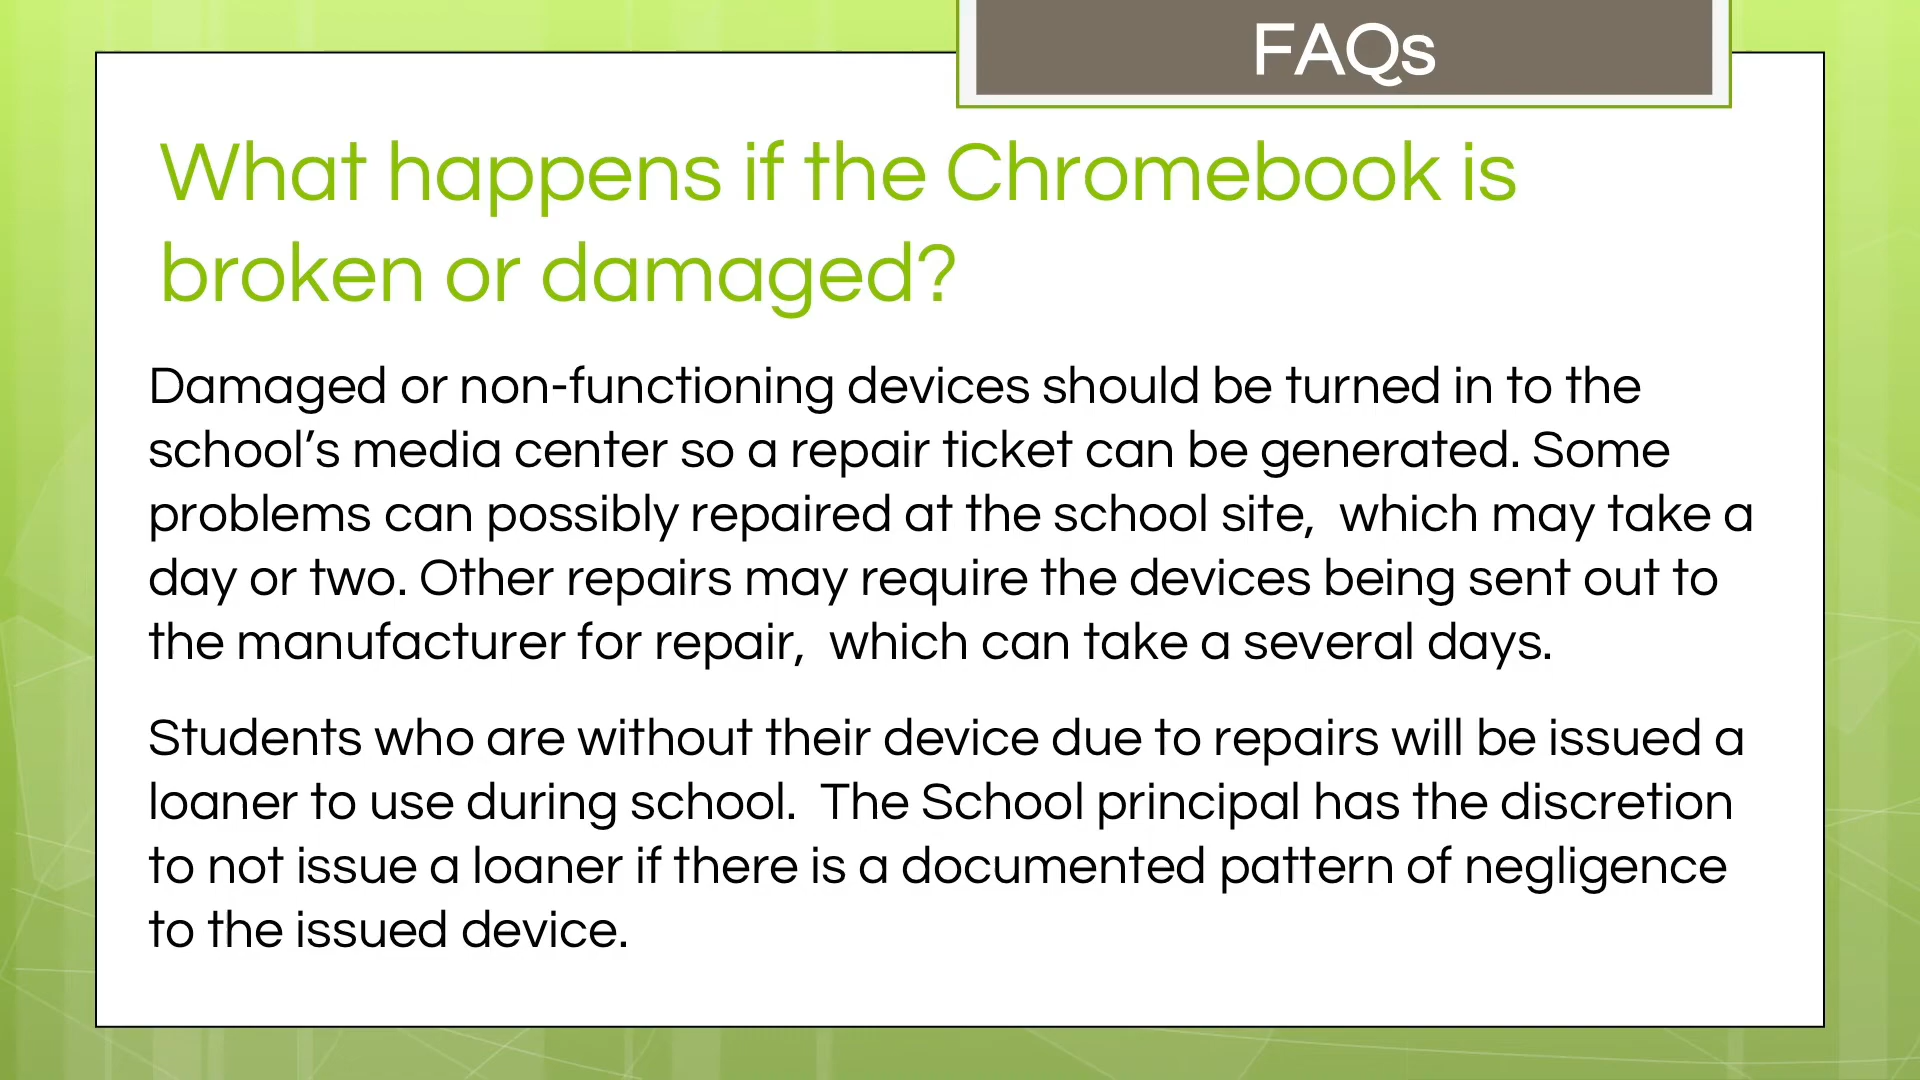 FAQs
What happens if the Chromebook is
broken or damaged?
Damaged or non-functioning devices should be turned in to the
school’s media center so a repair ticket can be generated. Some
problems can possibly repaired at the school site,  which may take a
day or two. Other repairs may require the devices being sent out to
the manufacturer for repair,  which can take a several days.
Students who are without their device due to repairs will be issued a
loaner to use during school.  The School principal has the discretion
to not issue a loaner if there is a documented pattern of negligence
to the issued device.